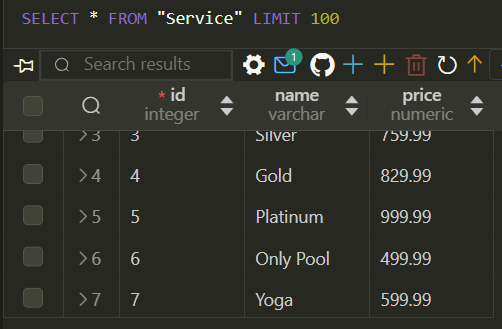 SELECT * FROM "Service" LIMIT 100
Search results
1
* id name price
integer varchar numeric
3 3 Silver 759.99
4 4 Gold 829.99
5 5 Platinum 999.99
6 6 Only Pool 499.99
7 7 Yoga 599.99